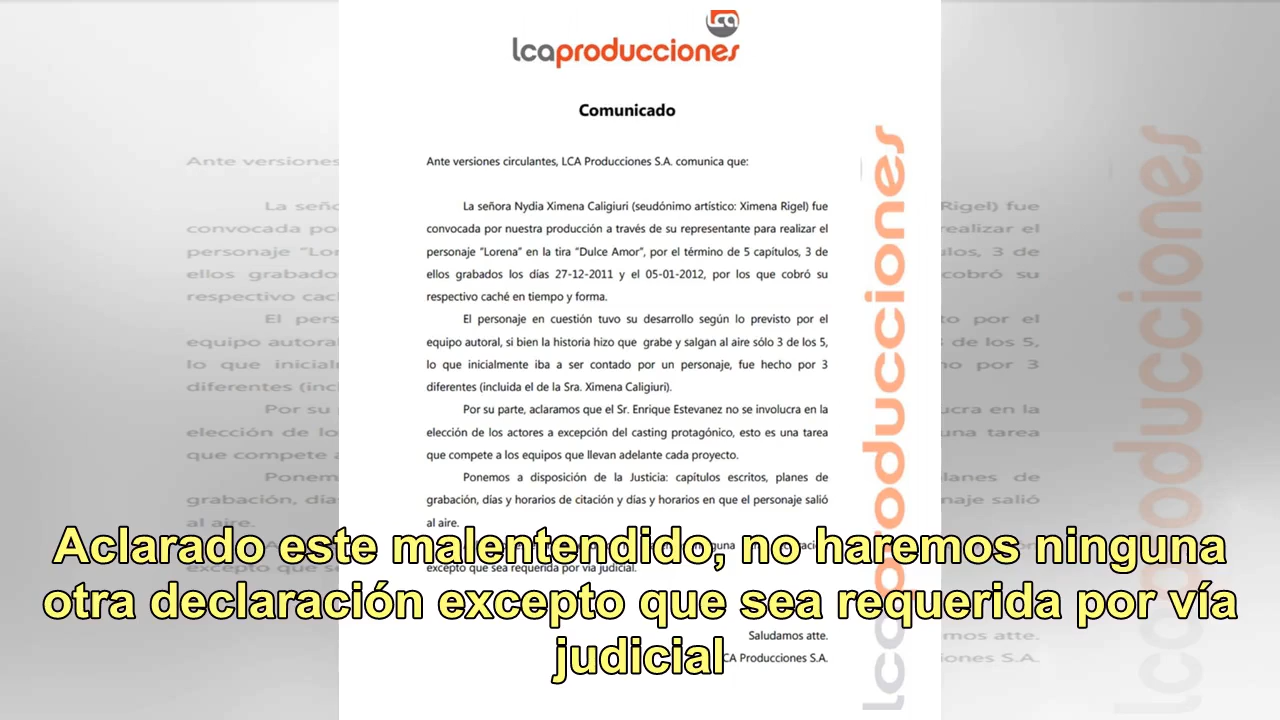 lca
lcaproducciones
Comunicado
Ante versiones circulantes, LCA Producciones S.A. comunica que:
La señora Nydia Ximena Caligiuri (seudónimo artístico: Ximena Rigel) fue
convocada por nuestra producción a través de su representante para realizar el
personaje “Lorena” en la tira “Dulce Amor”, por el término de 5 capítulos, 3 de
ellos grabados los días 27-12-2011 y el 05-01-2012, por los que cobró su
respectivo caché en tiempo y forma.
El personaje en cuestión tuvo su desarrollo según lo previsto por el
equipo autoral, si bien la historia hizo que grabe y salgan al aire sólo 3 de los 5,
lo que inicialmente iba a ser contado por un personaje, fue hecho por 3
diferentes (incluida el de la Sra. Ximena Caligiuri).
Por su parte, aclaramos que el Sr. Enrique Estevanez no se involucra en la
elección de los actores a excepción del casting protagónico, esto es una tarea
que compete a los equipos que llevan adelante cada proyecto.
Ponemos a disposición de la Justicia: capítulos escritos, planes de
grabación, días y horarios de citación y días y horarios en que el personaje salió
al aire.
excepto que sea requerida por vía judicial.
Saludamos atte.
CA Producciones S.A.
lcaproducciones
Aclarado este malentendido, no haremos ninguna
otra declaración excepto que sea requerida por vía
judicial